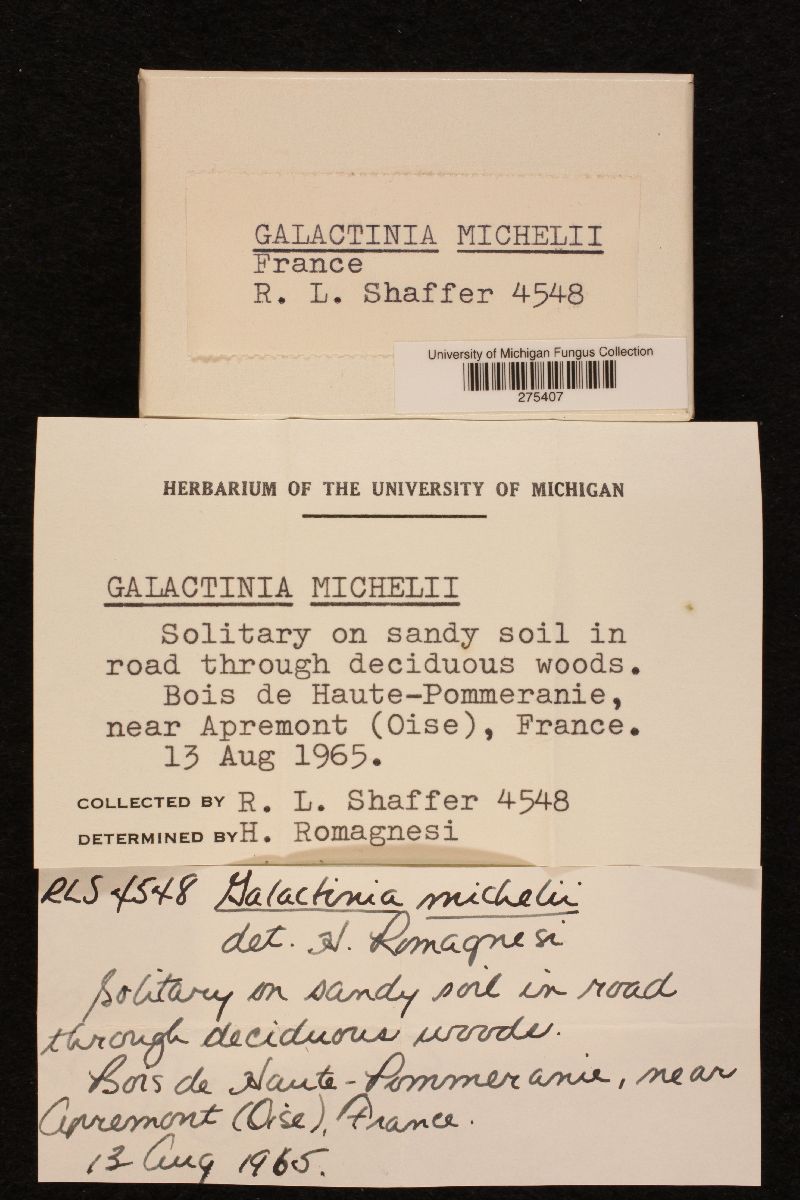 GALACTINIA MICHELII
France
R. L. Shaffer 4548
University of Michigan Fungus Collection
275407
HERBARIUM OF THE UNIVERSITY OF MICHIGAN
GALACTINIA MICHELII
Solitary on sandy soil in
road through deciduous woods.
Bois de Haute-Pommeranie,
near Apremont (Oise), France.
13 Aug 1965.
COLLECTED BY R. L. Shaffer 4548
DETERMINED BY H. Romagnesi
RLS 4548 Galactinia michelii
det. H. Romagnesi
Solitary on sandy soil in road
through deciduous woods.
Bois de Haute-Pommeranie, near
Apremont (Oise), France.
13 Aug 1965.